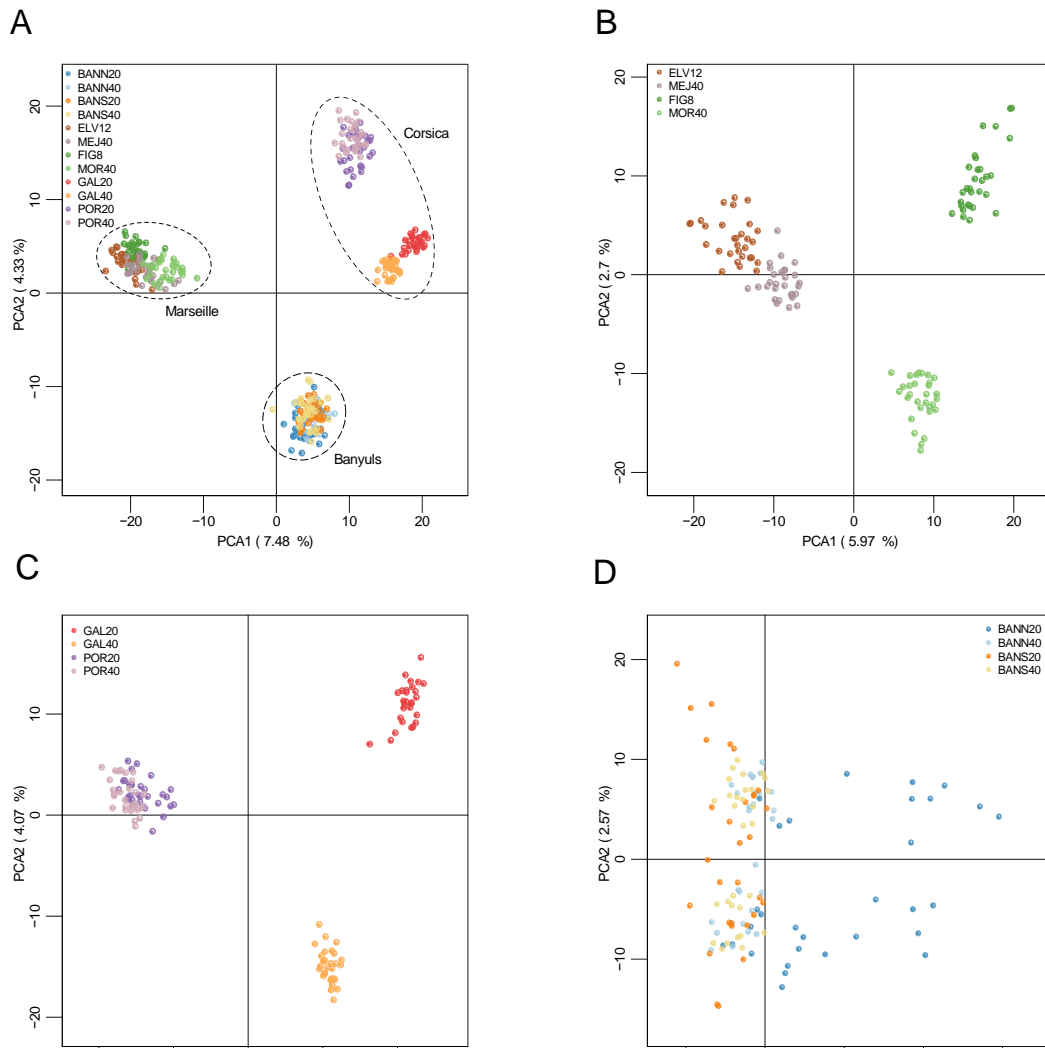 A
BANN20
BANN40
BANS20
BANS40
ELV12
MEJ40
FIG8
MOR40
GAL20
GAL40
POR20
POR40
Corsica
Marseille
Banyuls
20
10
0
−10
−20
PCA2 ( 4.33 %)
−20 −10 0 10 20
PCA1 ( 7.48 %)
B
ELV12
MEJ40
FIG8
MOR40
20
10
0
−10
−20
PCA2 ( 2.7 %)
−20 −10 0 10 20
PCA1 ( 5.97 %)
C
GAL20
GAL40
POR20
POR40
10
0
−10
−20
PCA2 ( 4.07 %)
D
BANN20
BANN40
BANS20
BANS40
20
10
0
−10
PCA2 ( 2.57 %)